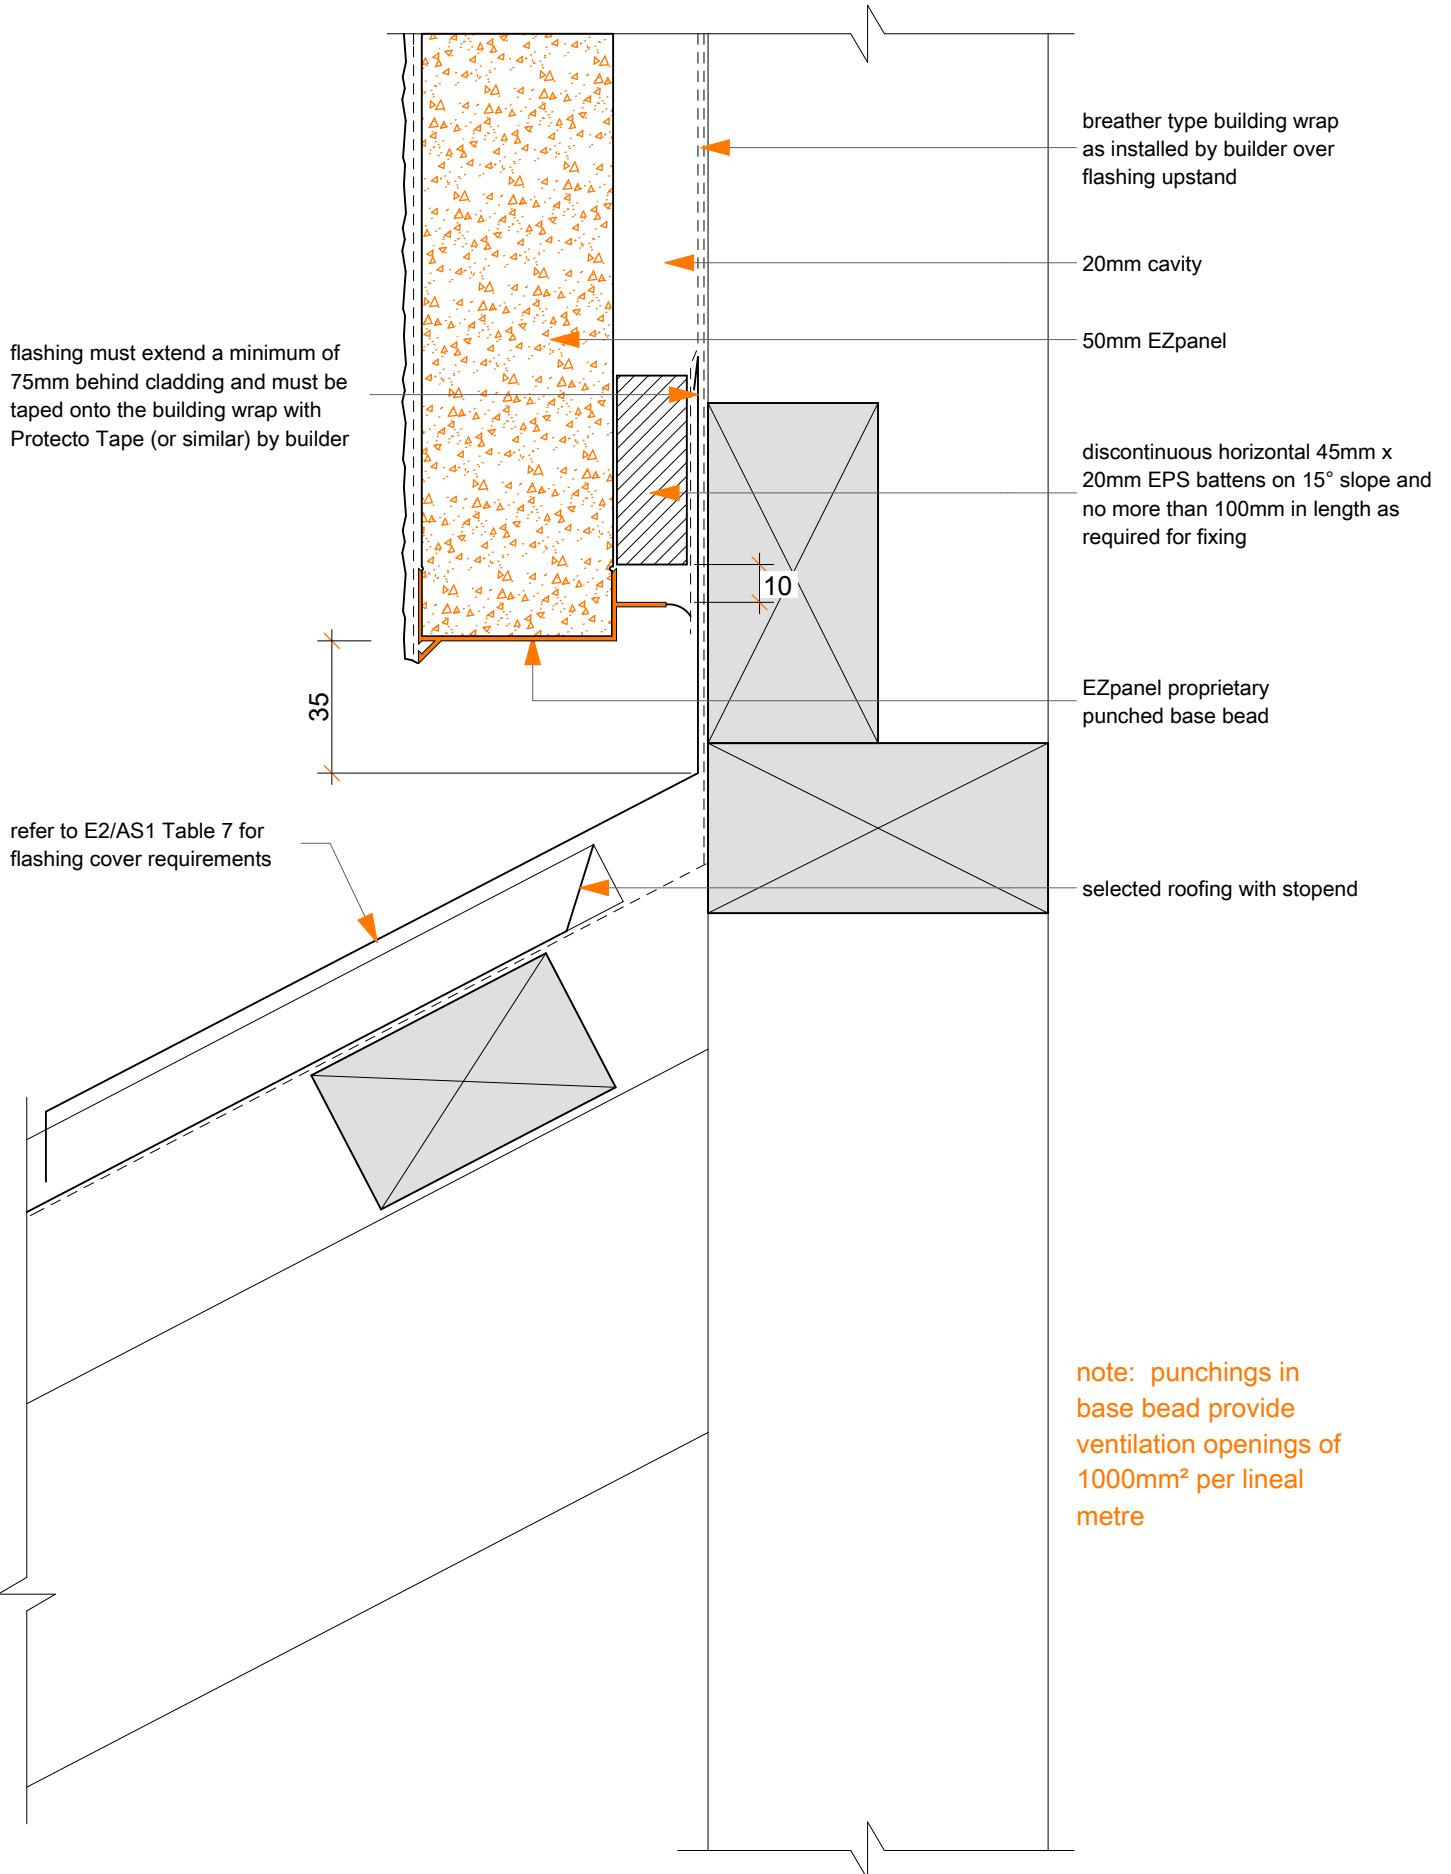 breather type building wrap
as installed by builder over
flashing upstand
20mm cavity
50mm EZpanel
flashing must extend a minimum of
75mm behind cladding and must be
taped onto the building wrap with
Protecto Tape (or similar) by builder
discontinuous horizontal 45mm x
20mm EPS battens on 15° slope and
no more than 100mm in length as
required for fixing
10
35
EZpanel proprietary
punched base bead
refer to E2/AS1 Table 7 for
flashing cover requirements
selected roofing with stopend
note: punchings in
base bead provide
ventilation openings of
1000mm² per lineal
metre